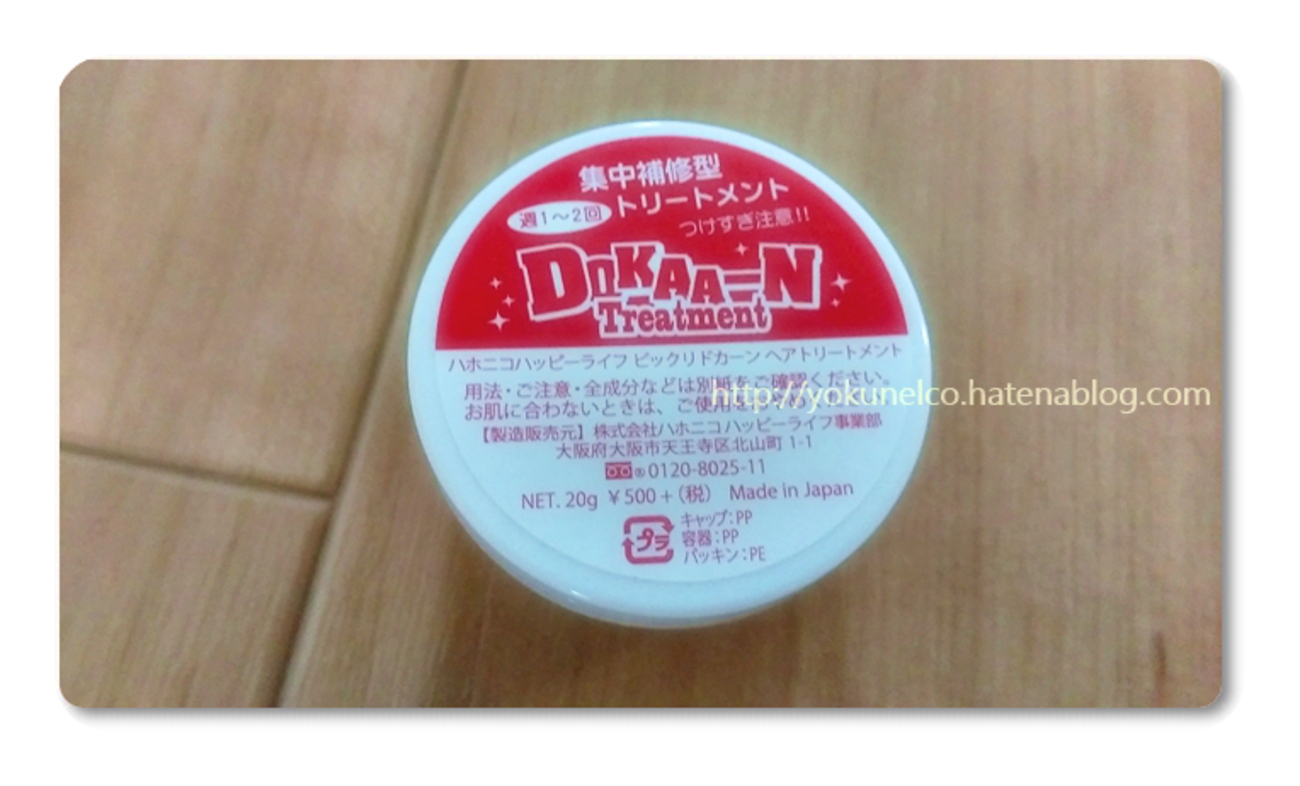 集中補修型
週1～2回 トリートメント
つけすぎ注意!!
DOKAA=N
Treatment
ハホニコハッピーライフ ビックリドカーン ヘアトリートメント
用法・ご注意・全成分などは別紙をご確認ください。
お肌に合わないときは、ご使用を
http://yokunelco.hatenablog.com
【製造販売元】株式会社ハホニコハッピーライフ事業部
大阪府大阪市天王寺区北山町 1-1
®0120-8025-11
NET. 20g ¥500+(税) Made in Japan
プラ
キャップ:PP
容器:PP
パッキン:PE